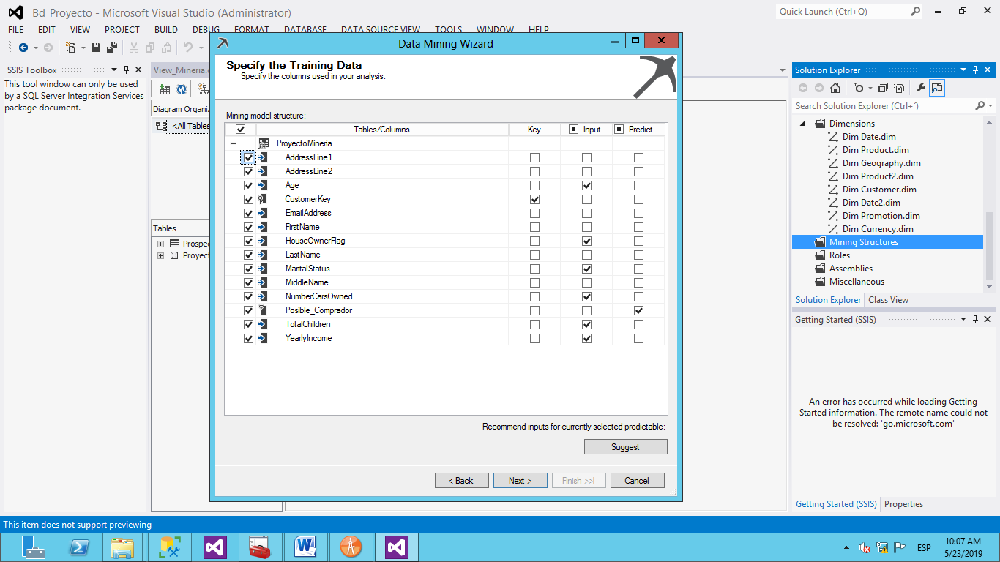 Bd_Proyecto - Microsoft Visual Studio (Administrator)
Quick Launch (Ctrl+Q)
FILE EDIT VIEW PROJECT BUILD DEBUG FORMAT DATABASE DATA SOURCE VIEW TOOLS WINDOW HELP
SSIS Toolbox
This tool window can only be used
by a SQL Server Integration Services
package document.
View_Mineria.
Diagram Organiz
<All Tables
Tables
Prospec
Proyect
Data Mining Wizard
Specify the Training Data
Specify the columns used in your analysis.
Mining model structure:
Tables/Columns Key Input Predict...
ProyectoMineria
AddressLine1
AddressLine2
Age
CustomerKey
EmailAddress
FirstName
HouseOwnerFlag
LastName
MaritalStatus
MiddleName
NumberCarsOwned
Posible_Comprador
TotalChildren
YearlyIncome
Recommend inputs for currently selected predictable:
Suggest
< Back Next > Finish >>| Cancel
Solution Explorer
Search Solution Explorer (Ctrl+´)
Dimensions
Dim Date.dim
Dim Product.dim
Dim Geography.dim
Dim Product2.dim
Dim Customer.dim
Dim Date2.dim
Dim Promotion.dim
Dim Currency.dim
Mining Structures
Roles
Assemblies
Miscellaneous
Solution Explorer Class View
Getting Started (SSIS)
An error has occurred while loading Getting
Started information. The remote name could not
be resolved: 'go.microsoft.com'
Getting Started (SSIS) Properties
This item does not support previewing
ESP
10:07 AM
5/23/2019